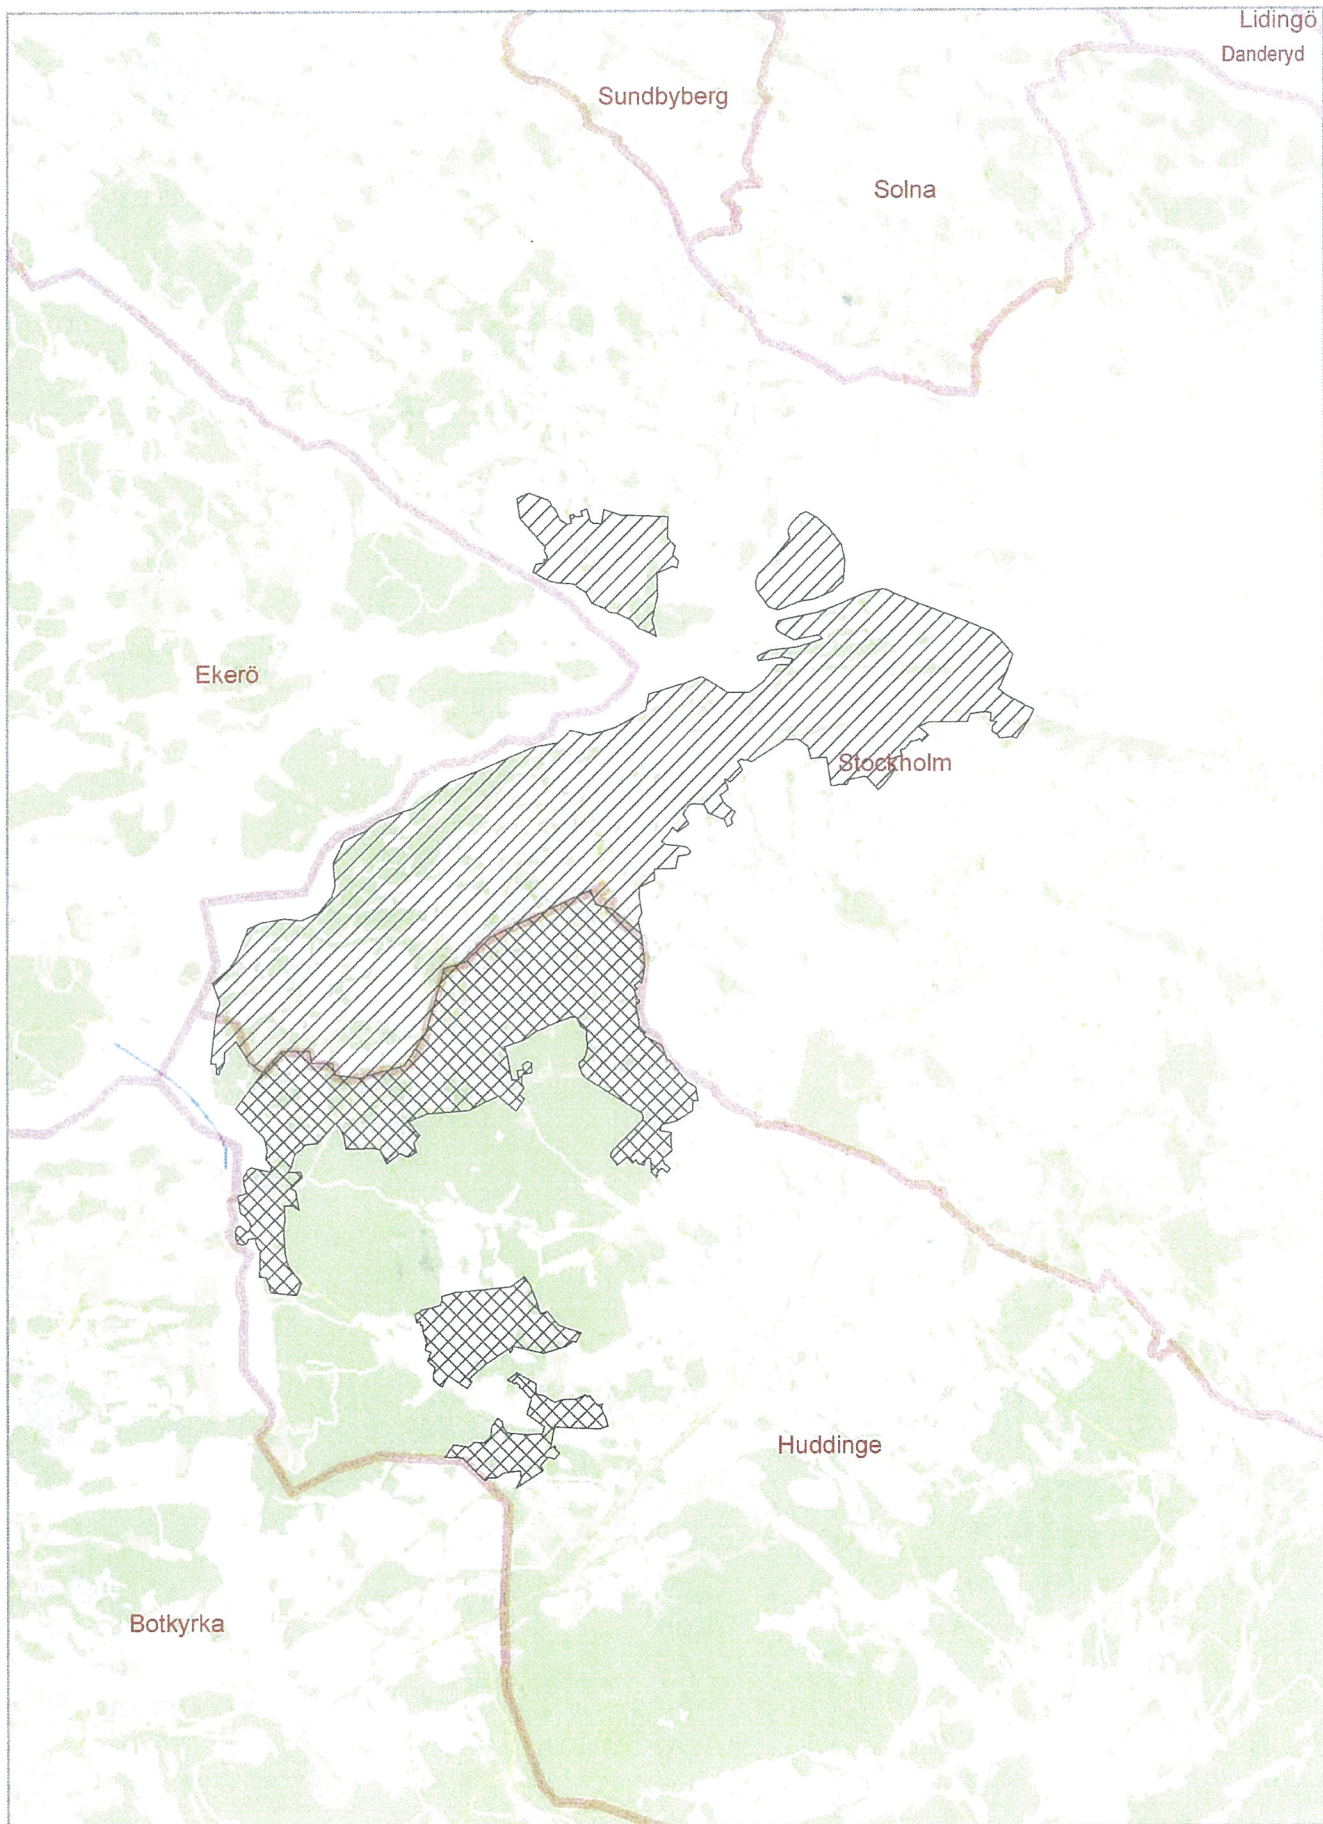 Lidingö
Danderyd
Sundbyberg
Solna
Ekerö
Stockholm
Huddinge
Botkyrka